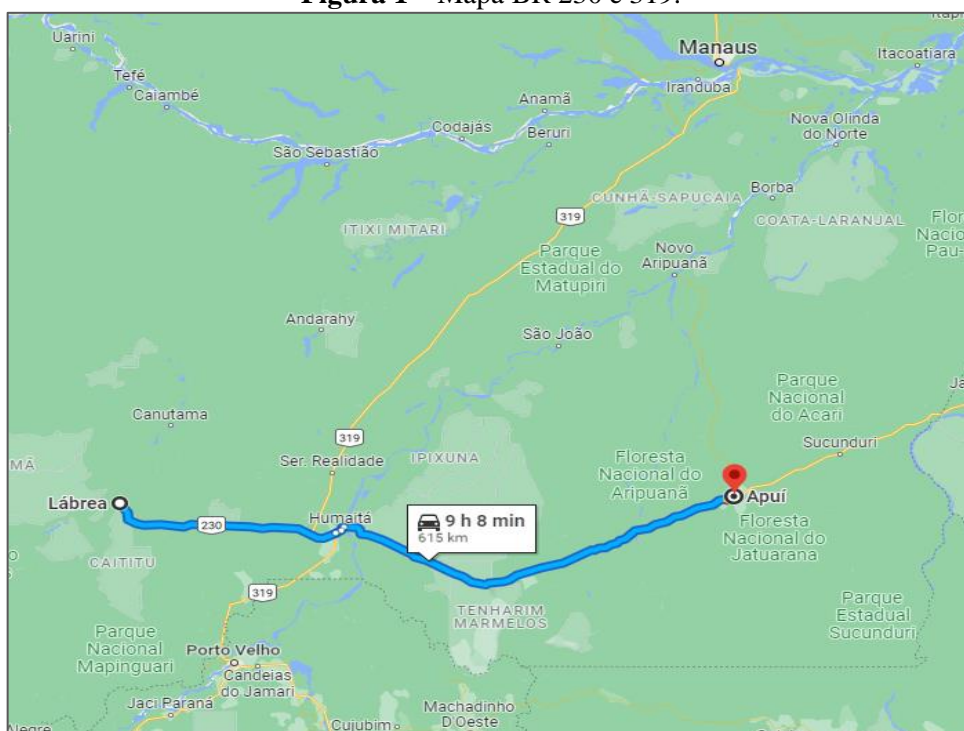 Figura 1 – Mapa BR 230 e 319.
Uarini
Manaus
Itacoatiara
Tefé
Iranduba
Caiambé
Anamã
Codajás
Beruri
Nova Olinda
do Norte
São Sebastião
Borba
CUNHÃ-SAPUCAIA
COATA-LARANJAL
319
ITIXI MITARI
Parque
Estadual do
Matupiri
Novo
Aripuanã
Andarahy
São João
Parque
Nacional
do Acari
Canutama
319
Sucunduri
Ser. Realidade
IPIXUNA
Floresta
Nacional do
Aripuanã
Lábrea
Apuí
230
Humaitá
9 h 8 min
615 km
Floresta
Nacional do
Jatuarana
CAITITU
319
TENHARIM
MARMELOS
Parque
Estadual
Sucunduri
Parque
Nacional
Mapinguari
Porto Velho
Candeias
do Jamari
Jaci Paraná
Machadinho
D'Oeste
Cujubim